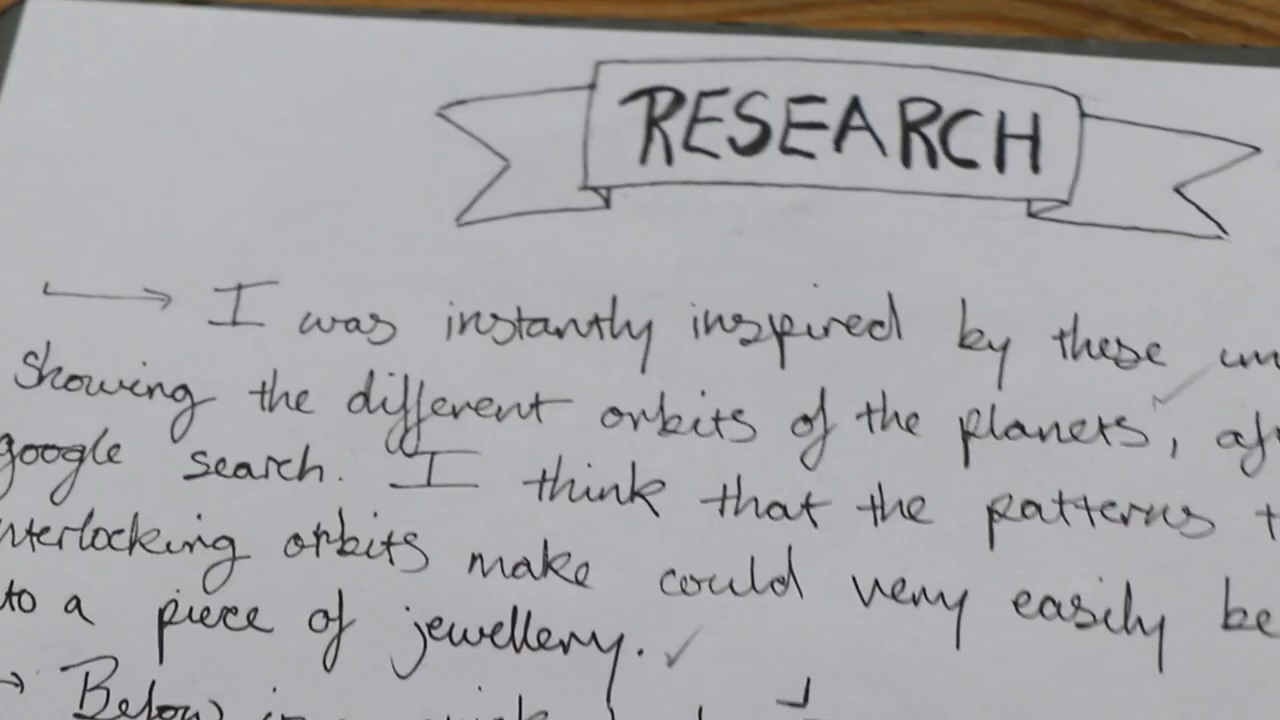 RESEARCH
→ I was instantly inspired by these
showing the different orbits of the planets,
google search. I think that the patterns
orbits make could very easily be
to a piece of jewellery.
→ Below